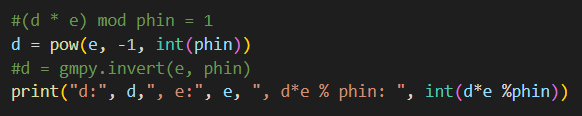 #(d * e) mod phin = 1
d = pow(e, -1, int(phin))
#d = gmpy.invert(e, phin)
print("d:", d,", e:", e, ", d*e % phin: ", int(d*e %phin))